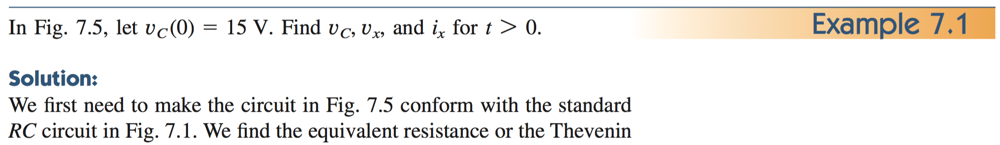 In Fig. 7.5, let v_C(0) = 15 V. Find v_C, v_x, and i_x for t > 0.
Example 7.1
Solution:
We first need to make the circuit in Fig. 7.5 conform with the standard
RC circuit in Fig. 7.1. We find the equivalent resistance or the Thevenin